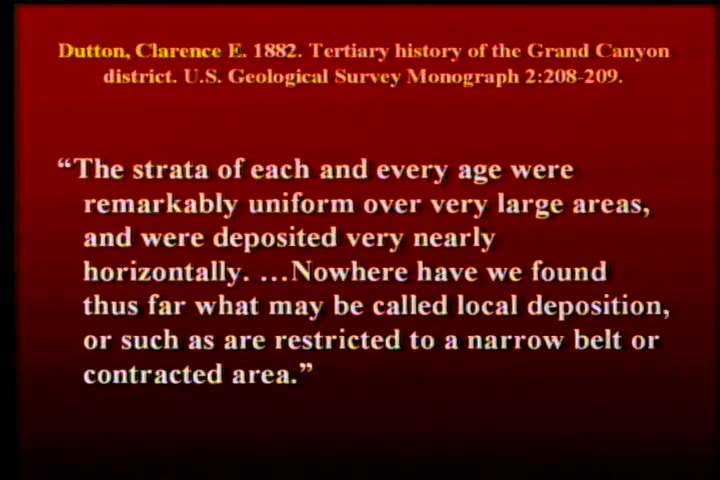 Dutton, Clarence E. 1882. Tertiary history of the Grand Canyon
district. U.S. Geological Survey Monograph 2:208-209.
“The strata of each and every age were
remarkably uniform over very large areas,
and were deposited very nearly
horizontally. …Nowhere have we found
thus far what may be called local deposition,
or such as are restricted to a narrow belt or
contracted area.”